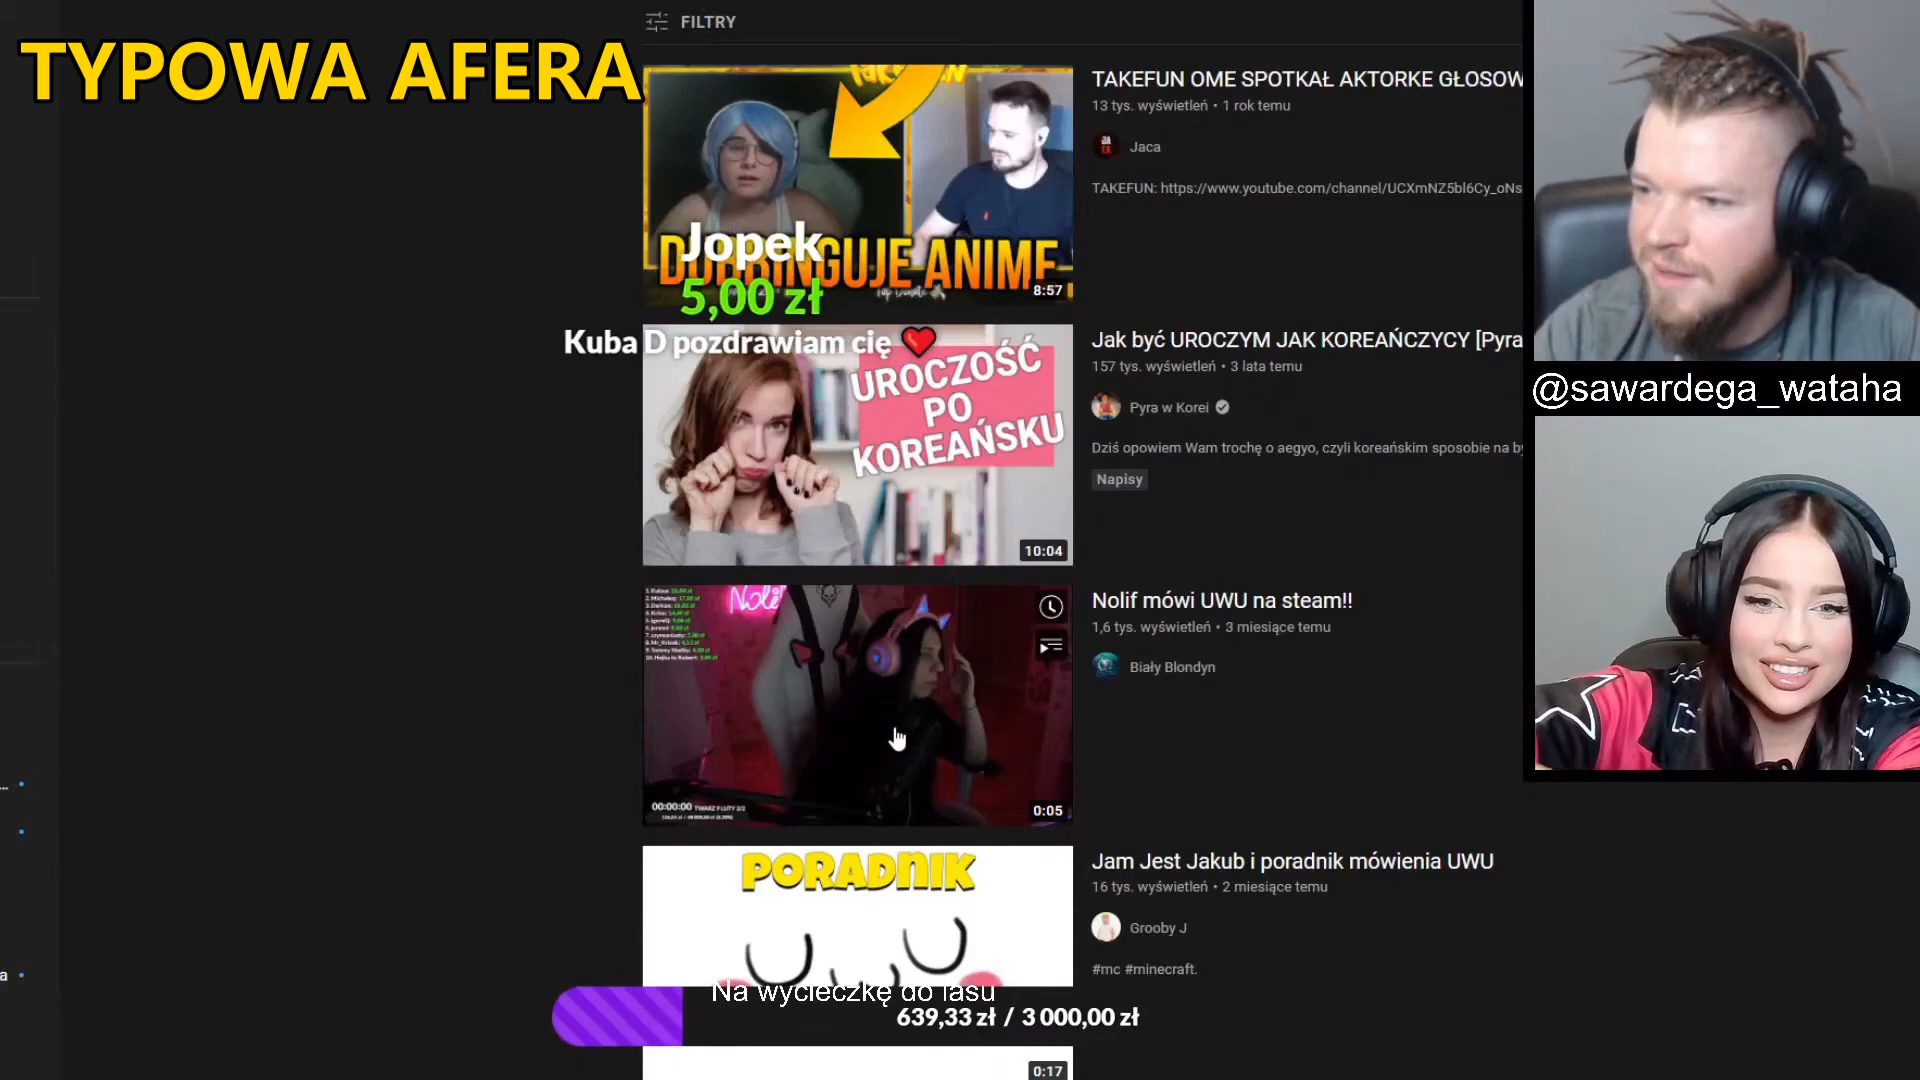 FILTRY
TYPOWA AFERA
DUBBINGUJE ANIME
8:57
Jopek
5,00 zł
Kuba D pozdrawiam cię ❤
TAKEFUN OME SPOTKAŁ AKTORKE GŁOSOW
13 tys. wyświetleń • 1 rok temu
Jaca
TAKEFUN: https://www.youtube.com/channel/UCXmNZ5bl6Cy_oNs
UROCZOŚĆ
PO
KOREAŃSKU
10:04
Jak być UROCZYM JAK KOREAŃCZYCY [Pyra
157 tys. wyświetleń • 3 lata temu
Pyra w Korei
Dziś opowiem Wam trochę o aegyo, czyli koreańskim sposobie na by
Napisy
00:00:00
0:05
Nolif mówi UWU na steam!!
1,6 tys. wyświetleń • 3 miesiące temu
Biały Blondyn
PORADNIK
UwU
Jam Jest Jakub i poradnik mówienia UWU
16 tys. wyświetleń • 2 miesiące temu
Grooby J
#mc #minecraft.
Na wycieczkę do lasu
639,33 zł / 3 000,00 zł
0:17
@sawardega_wataha